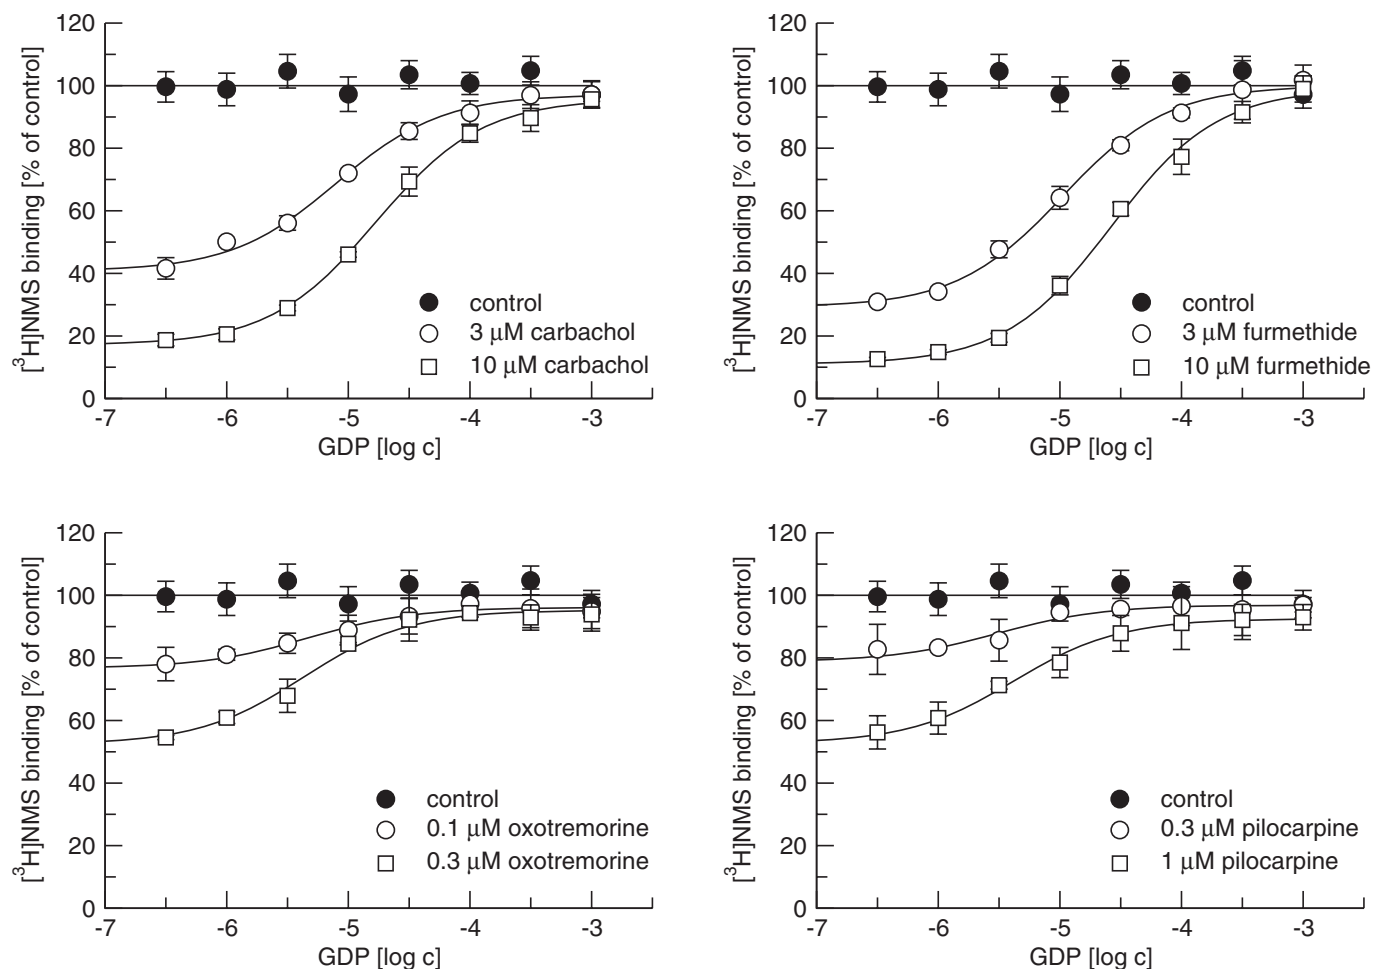 [³H]NMS binding [% of control]
120
100
80
60
40
20
0
control
3 µM carbachol
10 µM carbachol
-7 -6 -5 -4 -3
GDP [log c]
[³H]NMS binding [% of control]
120
100
80
60
40
20
0
control
3 µM furmethide
10 µM furmethide
-7 -6 -5 -4 -3
GDP [log c]
[³H]NMS binding [% of control]
120
100
80
60
40
20
0
control
0.1 µM oxotremorine
0.3 µM oxotremorine
-7 -6 -5 -4 -3
GDP [log c]
[³H]NMS binding [% of control]
120
100
80
60
40
20
0
control
0.3 µM pilocarpine
1 µM pilocarpine
-7 -6 -5 -4 -3
GDP [log c]